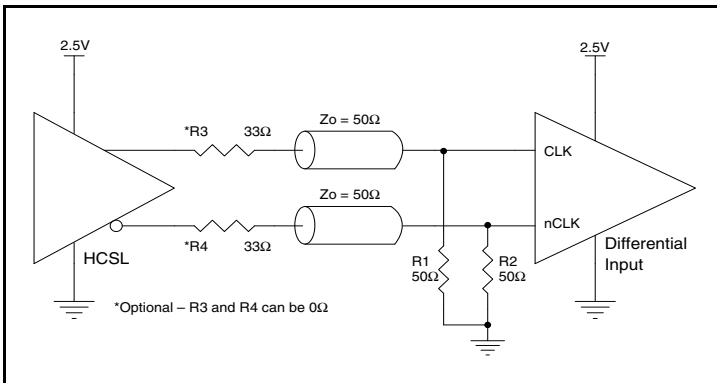 2.5V
2.5V
Zo = 50Ω
*R3 33Ω
CLK
Zo = 50Ω
nCLK
*R4 33Ω
HCSL
R1
50Ω
R2
50Ω
Differential
Input
*Optional – R3 and R4 can be 0Ω